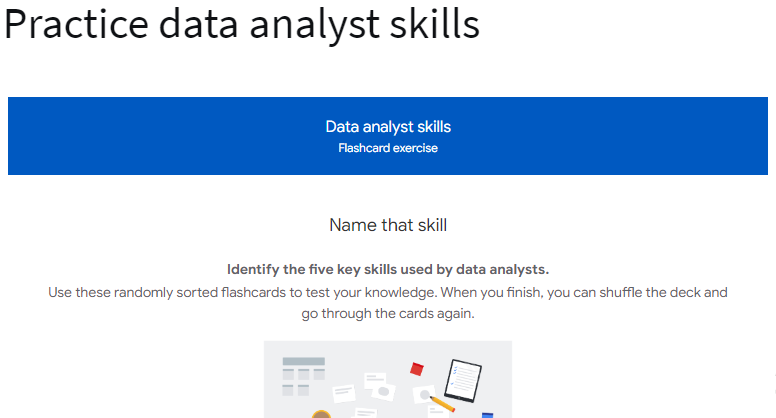 Practice data analyst skills
Data analyst skills
Flashcard exercise
Name that skill
Identify the five key skills used by data analysts.
Use these randomly sorted flashcards to test your knowledge. When you finish, you can shuffle the deck and
go through the cards again.